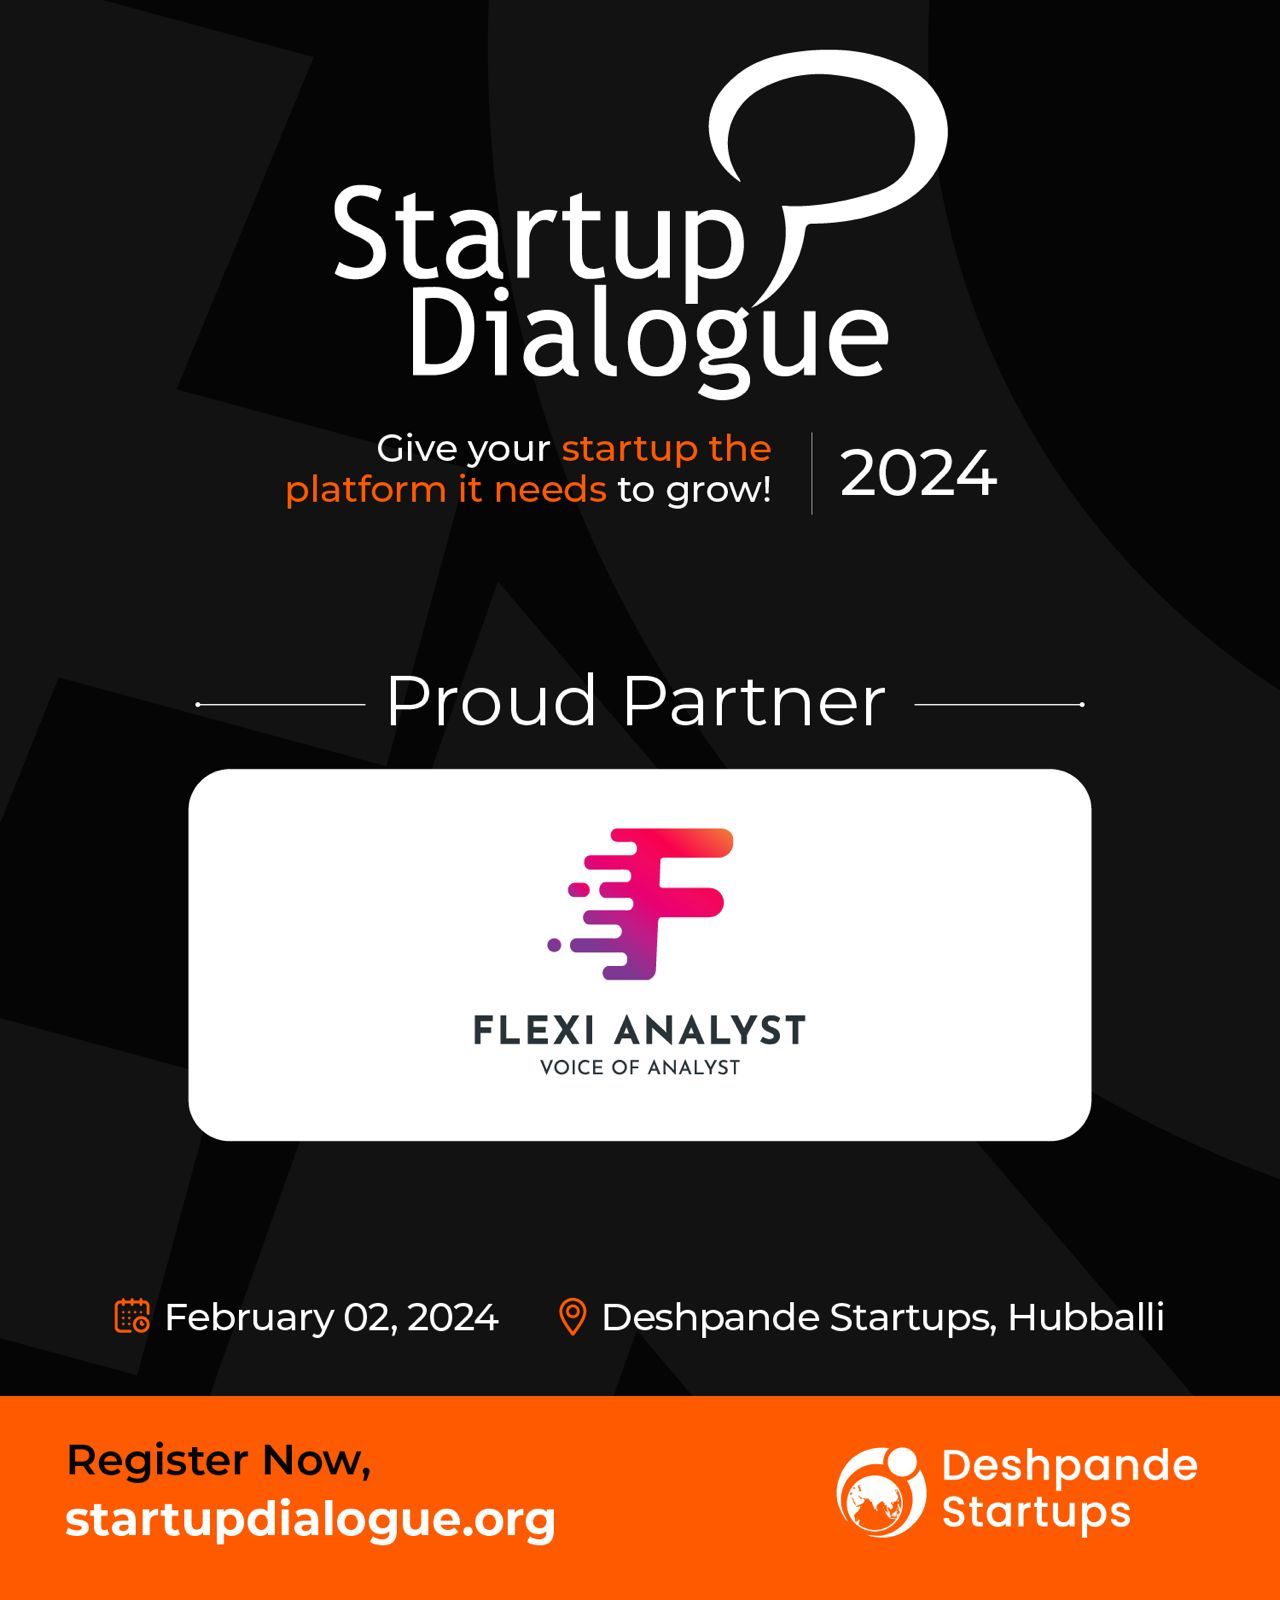 Startup
Dialogue
Give your startup the
platform it needs to grow!
2024
Proud Partner
FLEXI ANALYST
VOICE OF ANALYST
February 02, 2024
Deshpande Startups, Hubballi
Register Now,
startupdialogue.org
Deshpande
Startups